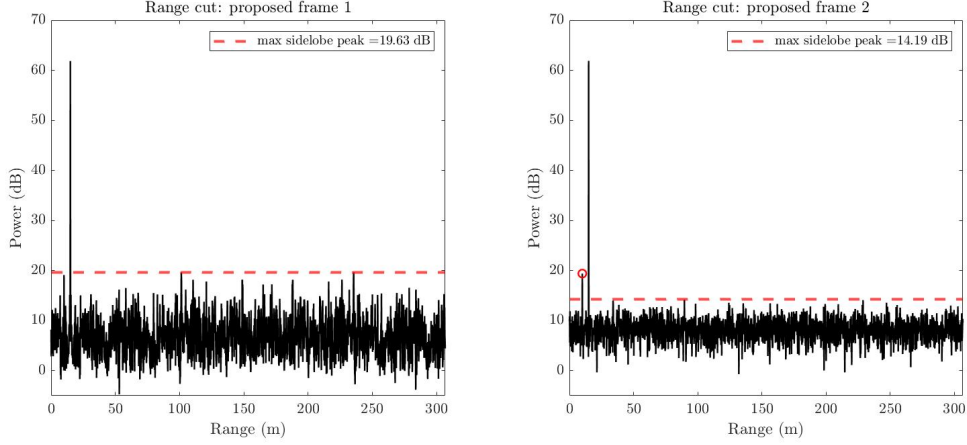 Range cut: proposed frame 1
max sidelobe peak =19.63 dB
Power (dB)
70
60
50
40
30
20
10
0
0 50 100 150 200 250 300
Range (m)
Range cut: proposed frame 2
max sidelobe peak =14.19 dB
Power (dB)
70
60
50
40
30
20
10
0
0 50 100 150 200 250 300
Range (m)